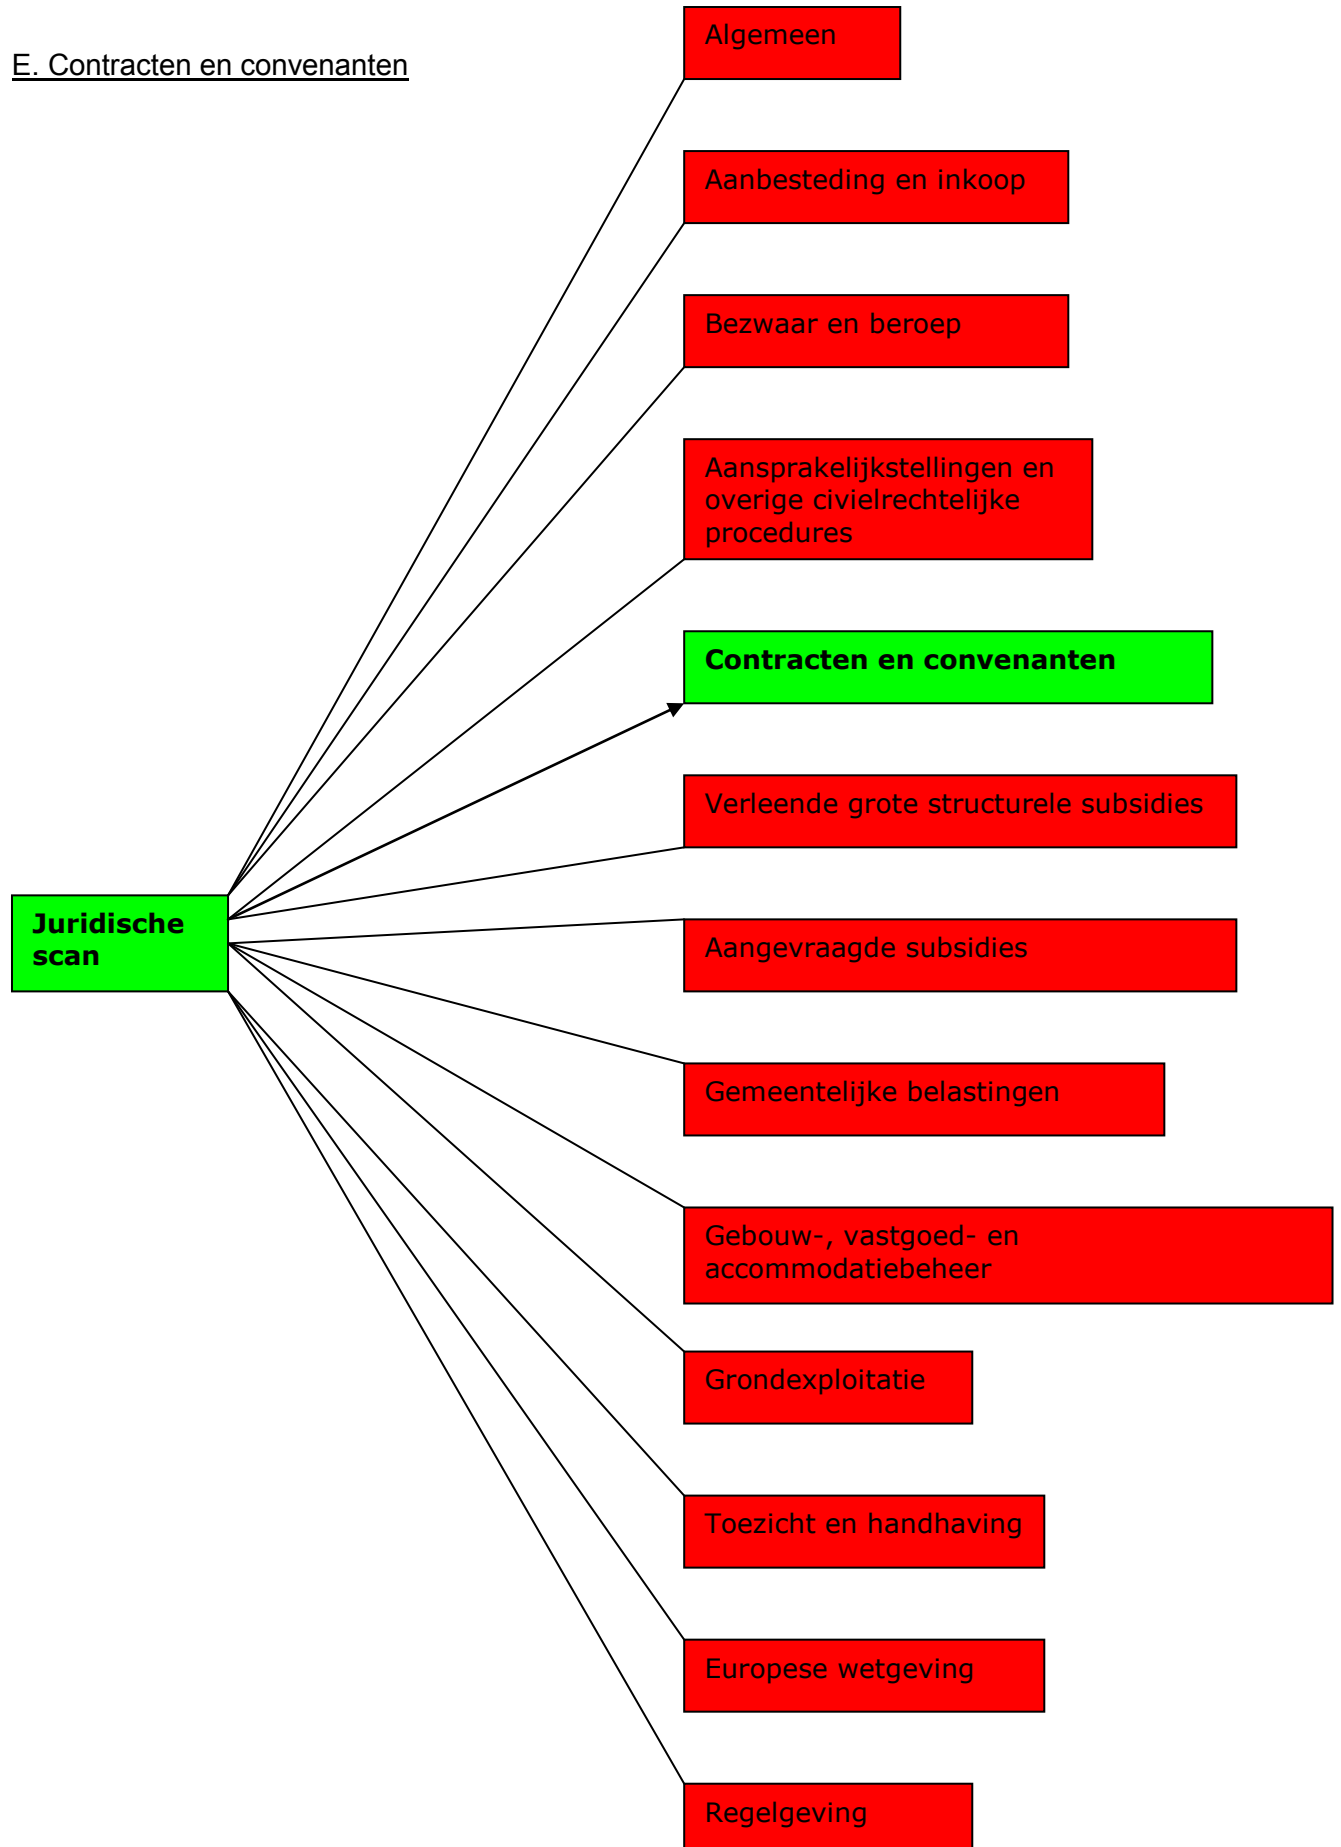 E. Contracten en convenanten
Algemeen
Aanbesteding en inkoop
Bezwaar en beroep
Aansprakelijkstellingen en
overige civielrechtelijke
procedures
Contracten en convenanten
Verleende grote structurele subsidies
Juridische
scan
Aangevraagde subsidies
Gemeentelijke belastingen
Gebouw-, vastgoed- en
accommodatiebeheer
Grondexploitatie
Toezicht en handhaving
Europese wetgeving
Regelgeving